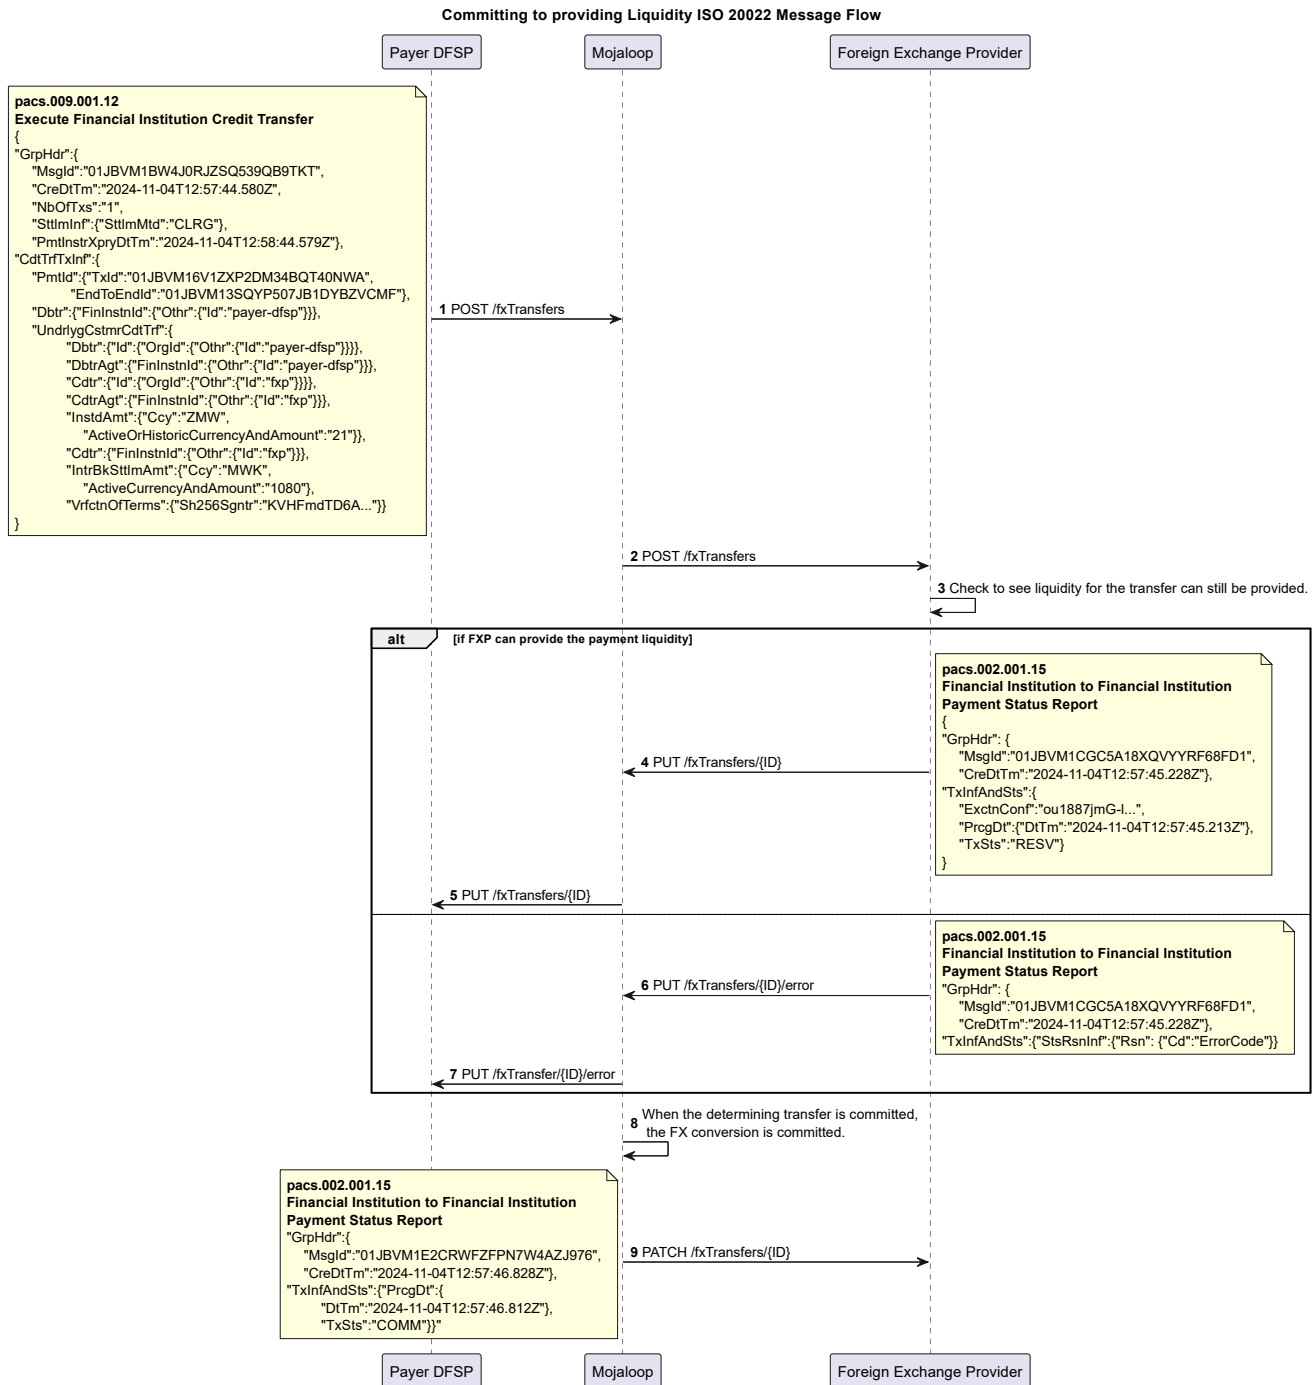 Committing to providing Liquidity ISO 20022 Message Flow
Payer DFSP
Mojaloop
Foreign Exchange Provider
pacs.009.001.12
Execute Financial Institution Credit Transfer
{
"GrpHdr":{
"MsgId":"01JBVM1BW4J0RJZSQ539QB9TKT",
"CreDtTm":"2024-11-04T12:57:44.580Z",
"NbOfTxs":"1",
"SttlmInf":{"SttlmMtd":"CLRG"},
"PmtInstrXpryDtTm":"2024-11-04T12:58:44.579Z"},
"CdtTrfTxInf":{
"PmtId":{"TxId":"01JBVM16V1ZXP2DM34BQT40NWA",
"EndToEndId":"01JBVM13SQYP507JB1DYBZVCMF"},
"Dbtr":{"FinInstnId":{"Othr":{"Id":"payer-dfsp"}}},
"UndrlygCstmrCdtTrf":{
"Dbtr":{"Id":{"OrgId":{"Othr":{"Id":"payer-dfsp"}}}},
"DbtrAgt":{"FinInstnId":{"Othr":{"Id":"payer-dfsp"}}},
"Cdtr":{"Id":{"OrgId":{"Othr":{"Id":"fxp"}}}},
"CdtrAgt":{"FinInstnId":{"Othr":{"Id":"fxp"}}},
"InstdAmt":{"Ccy":"ZMW",
"ActiveOrHistoricCurrencyAndAmount":"21"}},
"Cdtr":{"FinInstnId":{"Othr":{"Id":"fxp"}}},
"IntrBkSttlmAmt":{"Ccy":"MWK",
"ActiveCurrencyAndAmount":"1080"},
"VrfctnOfTerms":{"Sh256Sgntr":"KVHFmdTD6A..."}}
}
1 POST /fxTransfers
2 POST /fxTransfers
3 Check to see liquidity for the transfer can still be provided.
alt
[if FXP can provide the payment liquidity]
pacs.002.001.15
Financial Institution to Financial Institution
Payment Status Report
{
"GrpHdr": {
"MsgId":"01JBVM1CGC5A18XQVYYRF68FD1",
"CreDtTm":"2024-11-04T12:57:45.228Z"},
"TxInfAndSts":{
"ExctnConf":"ou1887jmG-l...",
"PrcgDt":{"DtTm":"2024-11-04T12:57:45.213Z"},
"TxSts":"RESV"}
}
4 PUT /fxTransfers/{ID}
5 PUT /fxTransfers/{ID}
pacs.002.001.15
Financial Institution to Financial Institution
Payment Status Report
"GrpHdr": {
"MsgId":"01JBVM1CGC5A18XQVYYRF68FD1",
"CreDtTm":"2024-11-04T12:57:45.228Z"},
"TxInfAndSts":{"StsRsnInf":{"Rsn": {"Cd":"ErrorCode"}}
6 PUT /fxTransfers/{ID}/error
7 PUT /fxTransfer/{ID}/error
8 When the determining transfer is committed,
the FX conversion is committed.
pacs.002.001.15
Financial Institution to Financial Institution
Payment Status Report
"GrpHdr":{
"MsgId":"01JBVM1E2CRWFZFPN7W4AZJ976",
"CreDtTm":"2024-11-04T12:57:46.828Z"},
"TxInfAndSts":{"PrcgDt":{
"DtTm":"2024-11-04T12:57:46.812Z"},
"TxSts":"COMM"}}"
9 PATCH /fxTransfers/{ID}
Payer DFSP
Mojaloop
Foreign Exchange Provider